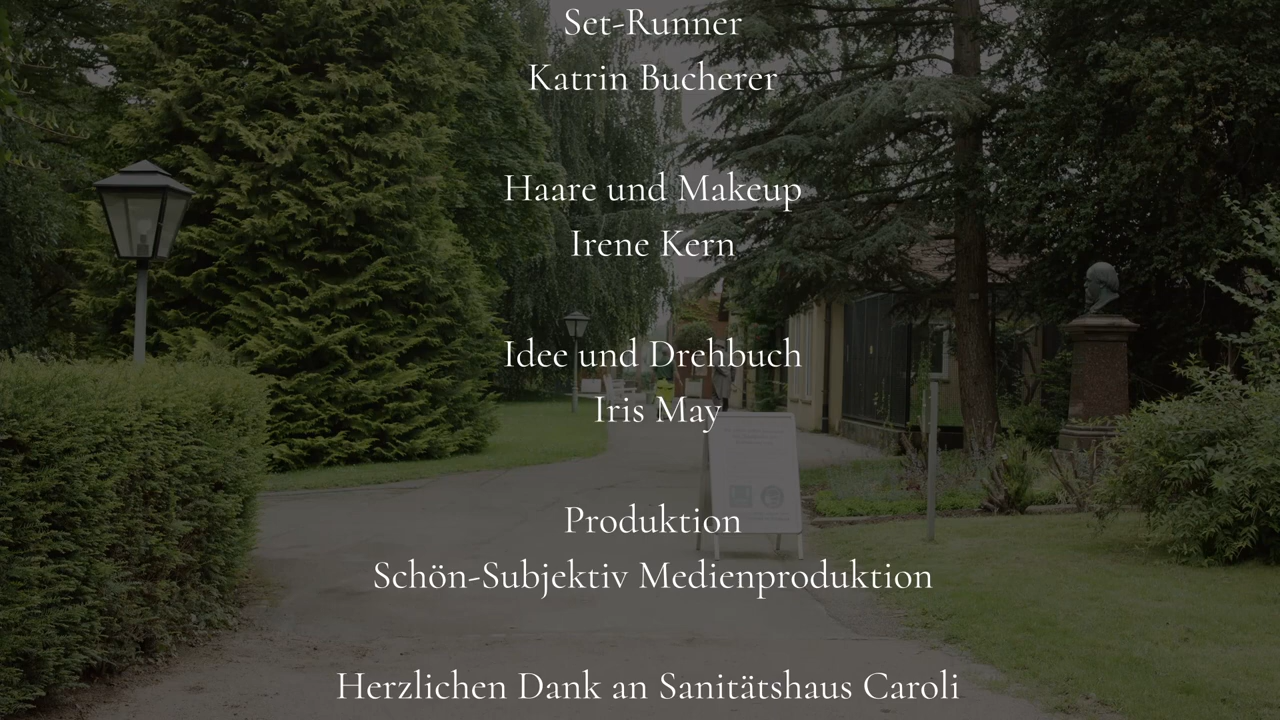 Set-Runner
Katrin Bucherer
Haare und Makeup
Irene Kern
Idee und Drehbuch
Iris May
Produktion
Schön-Subjektiv Medienproduktion
Herzlichen Dank an Sanitätshaus Caroli